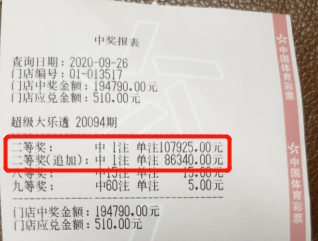 中奖报表
查询日期：2020-09-26
门店编号：01-013517
门店中奖金额：194790.00元
门店应兑金额：510.00元
超级大乐透 20094期
二等奖： 中 1注 单注107925.00元
二等奖(追加)： 中 1注 单注 86340.00元
八等奖： 中15注 单注 15.00元
九等奖： 中60注 单注 5.00元
门店中奖金额：194790.00元
门店应兑金额：510.00元
中国体育彩票
中国体育彩票